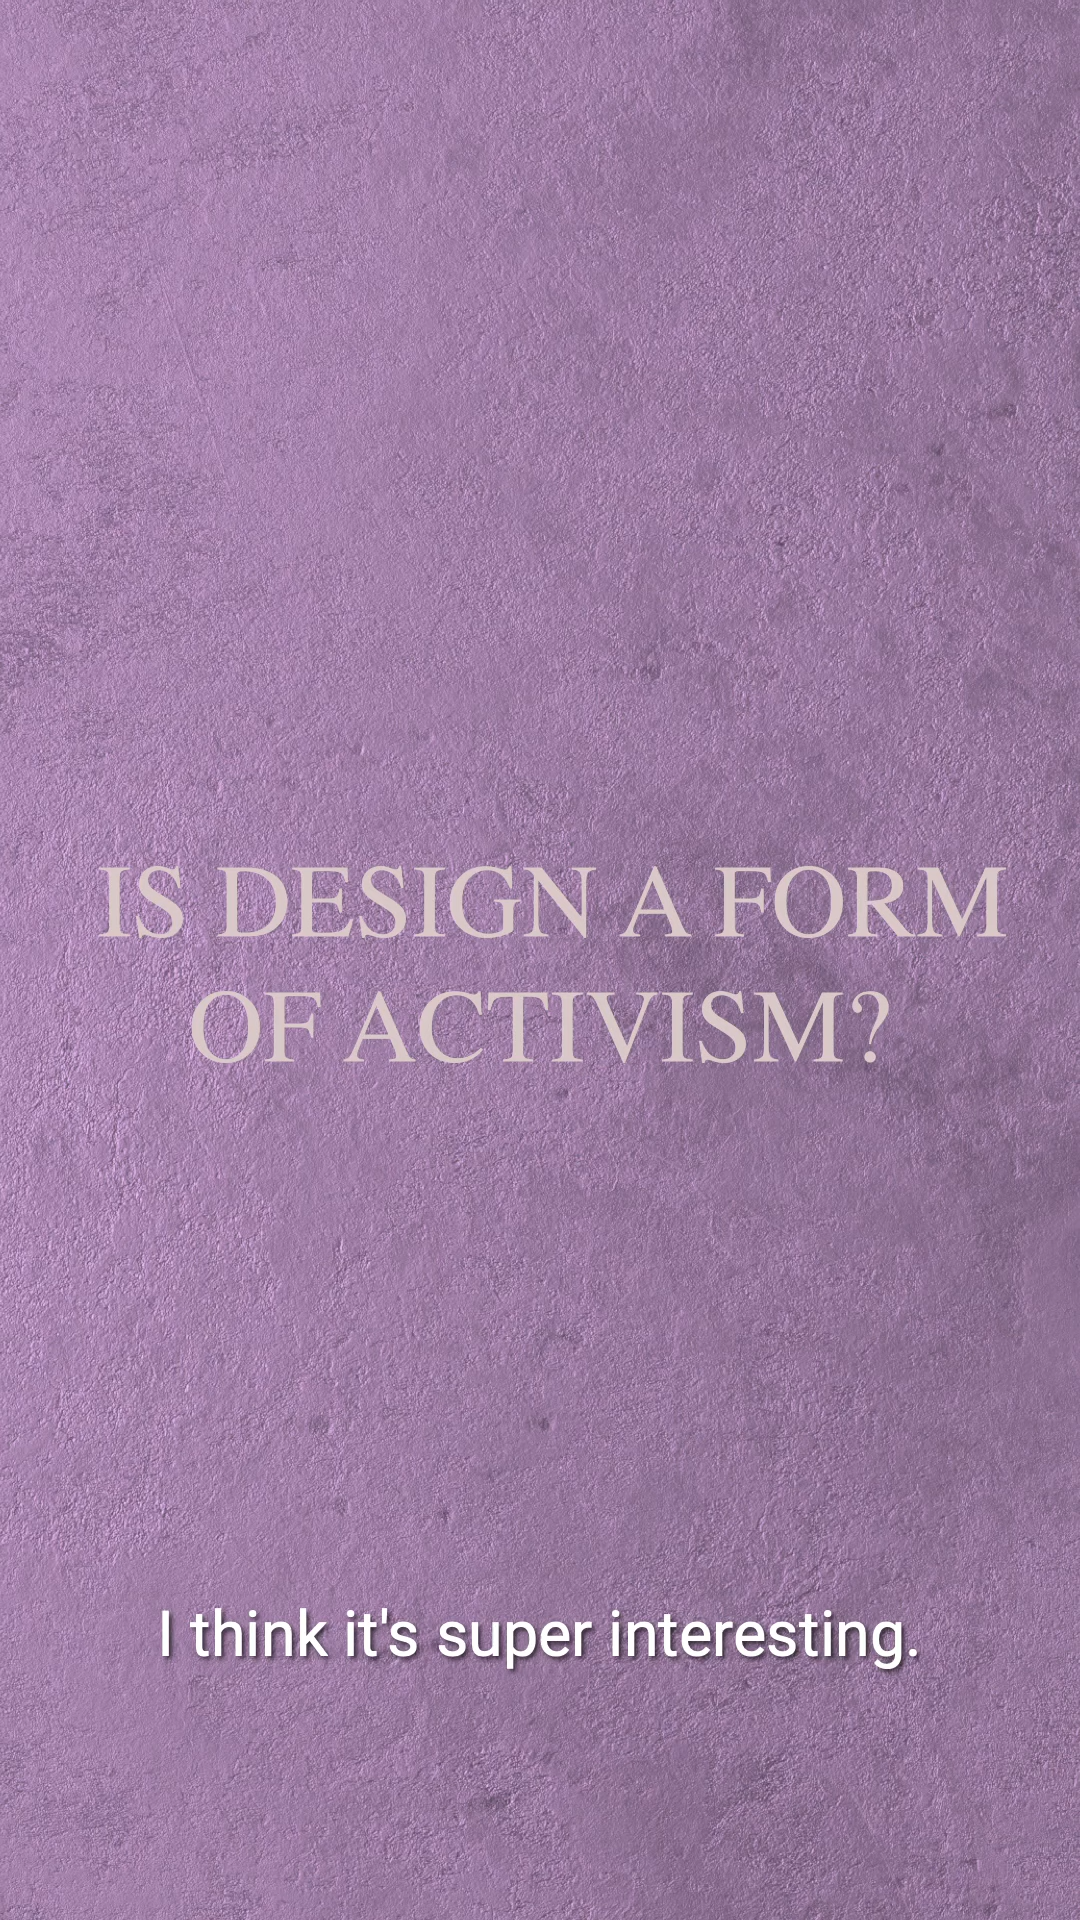 IS DESIGN A FORM
OF ACTIVISM?
I think it's super interesting.